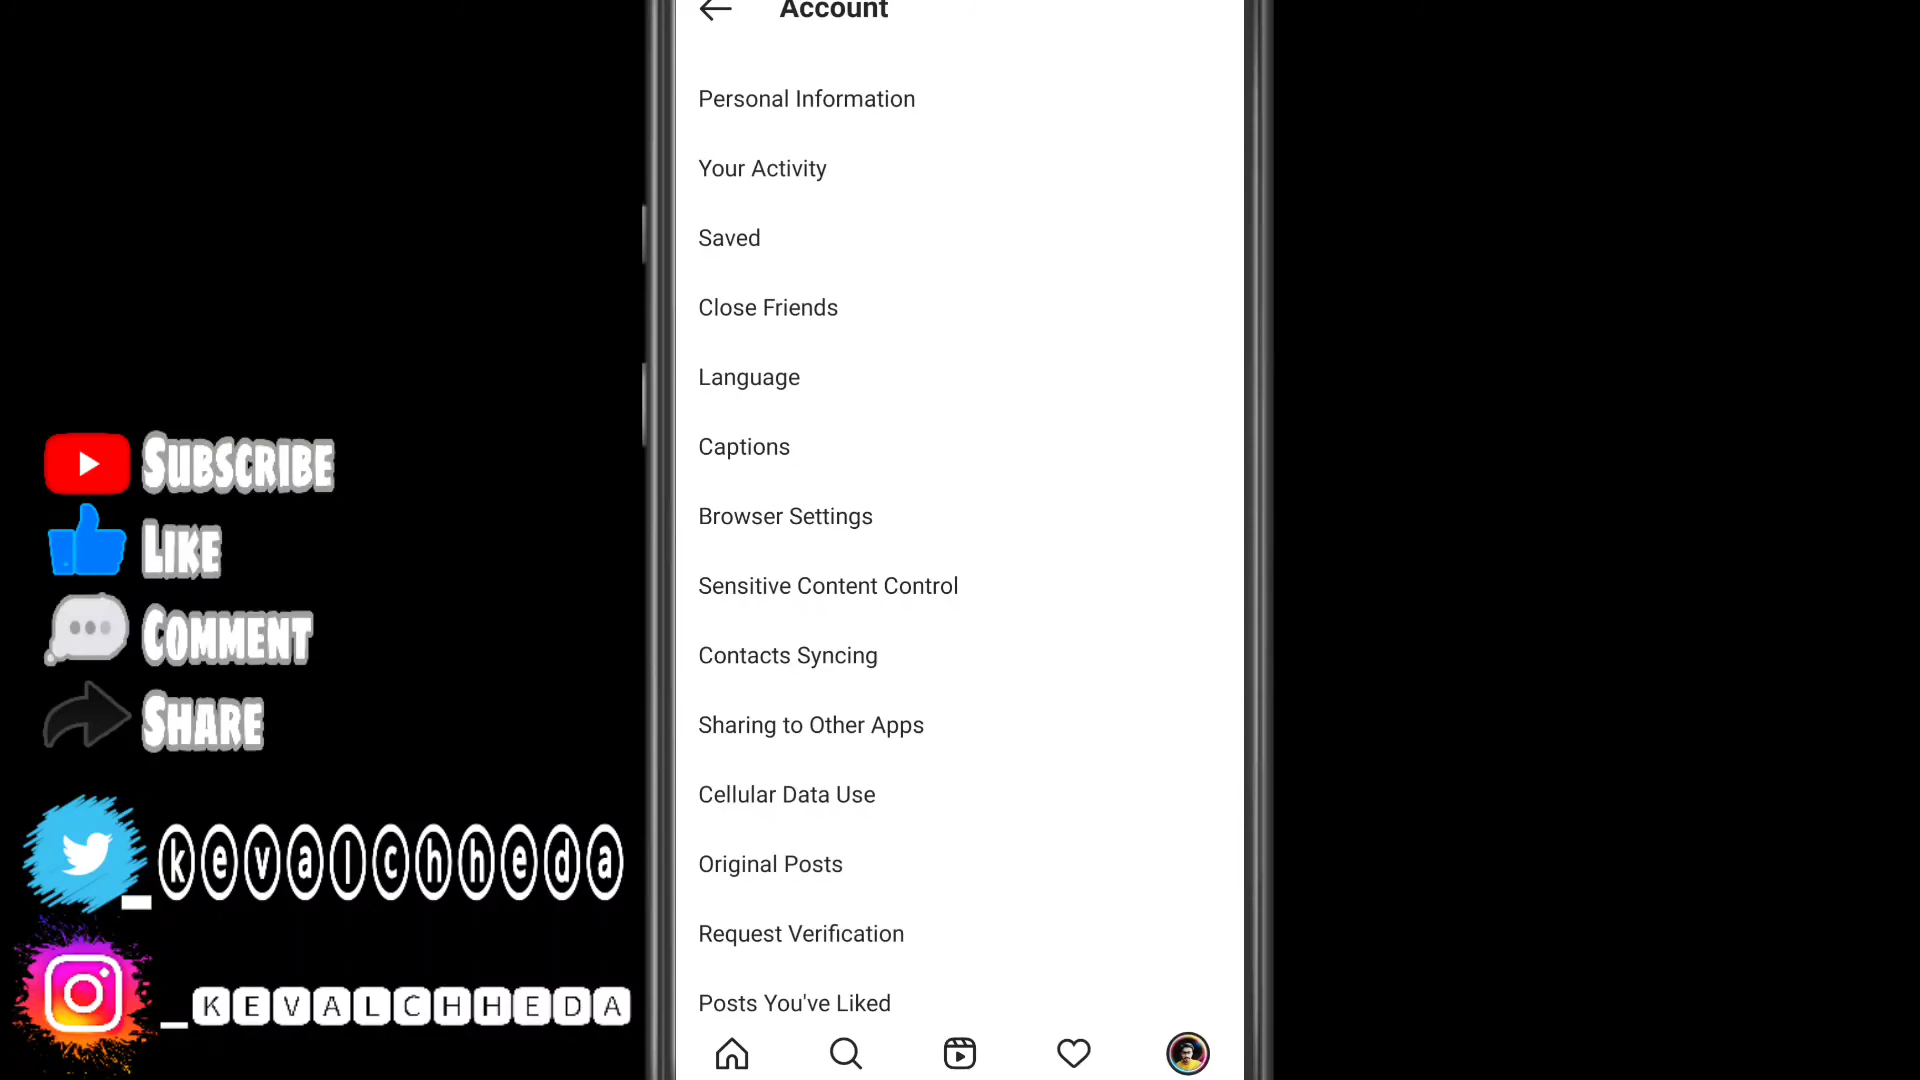 Account
Personal Information
Your Activity
Saved
Close Friends
Language
Captions
Browser Settings
Sensitive Content Control
Contacts Syncing
Sharing to Other Apps
Cellular Data Use
Original Posts
Request Verification
Posts You've Liked
SUBSCRIBE
LIKE
COMMENT
SHARE
_ⓚⓔⓥⓐⓛⓒⓗⓗⓔⓓⓐ
_KEVALCHHEDA